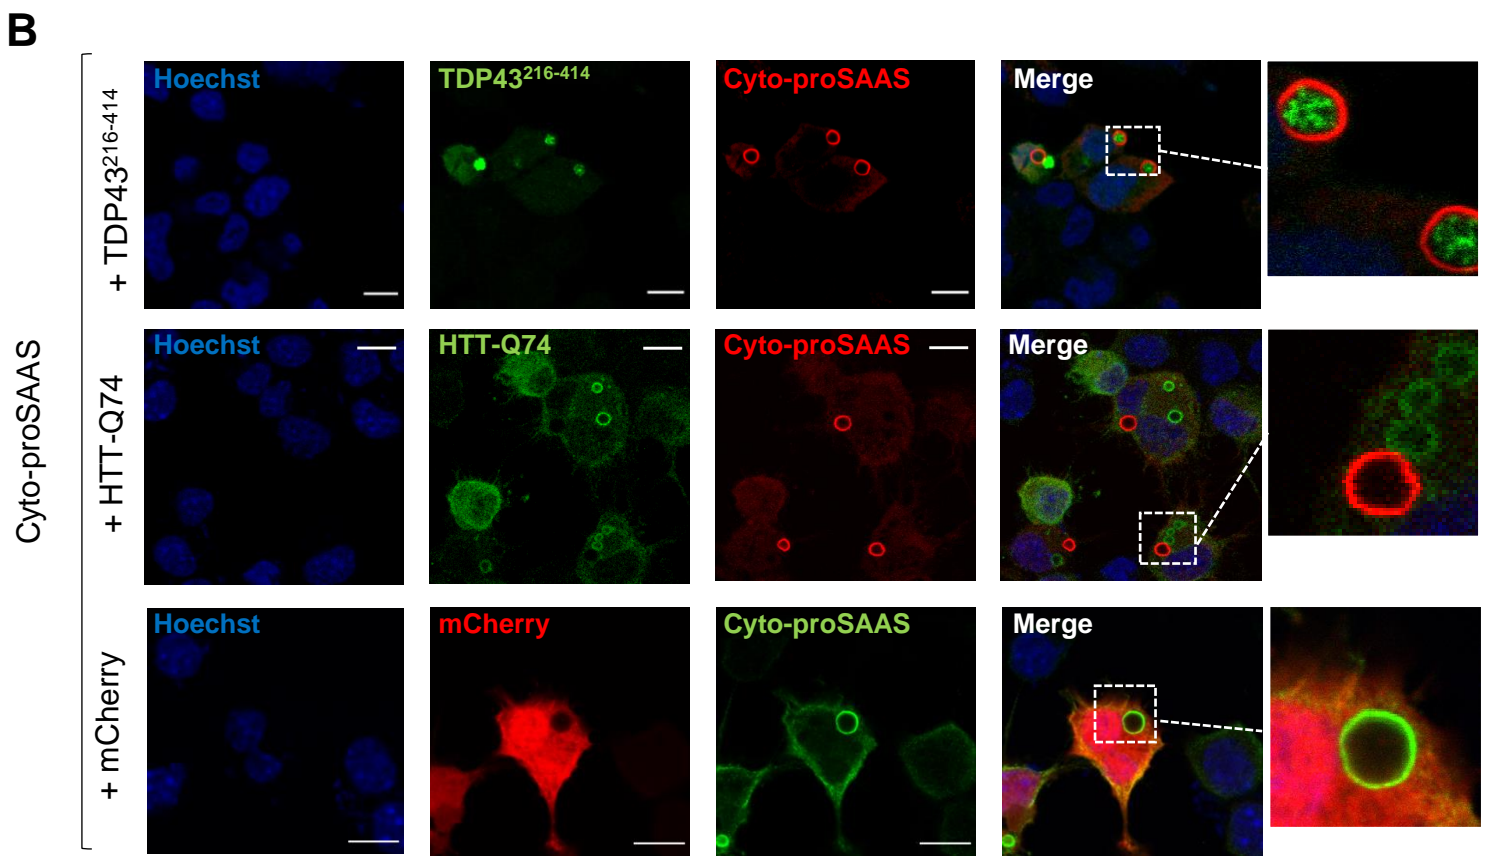 B
Cyto-proSAAS
+ TDP43²¹⁶⁻⁴¹⁴
Hoechst
TDP43²¹⁶⁻⁴¹⁴
Cyto-proSAAS
Merge
+ HTT-Q74
Hoechst
HTT-Q74
Cyto-proSAAS
Merge
+ mCherry
Hoechst
mCherry
Cyto-proSAAS
Merge